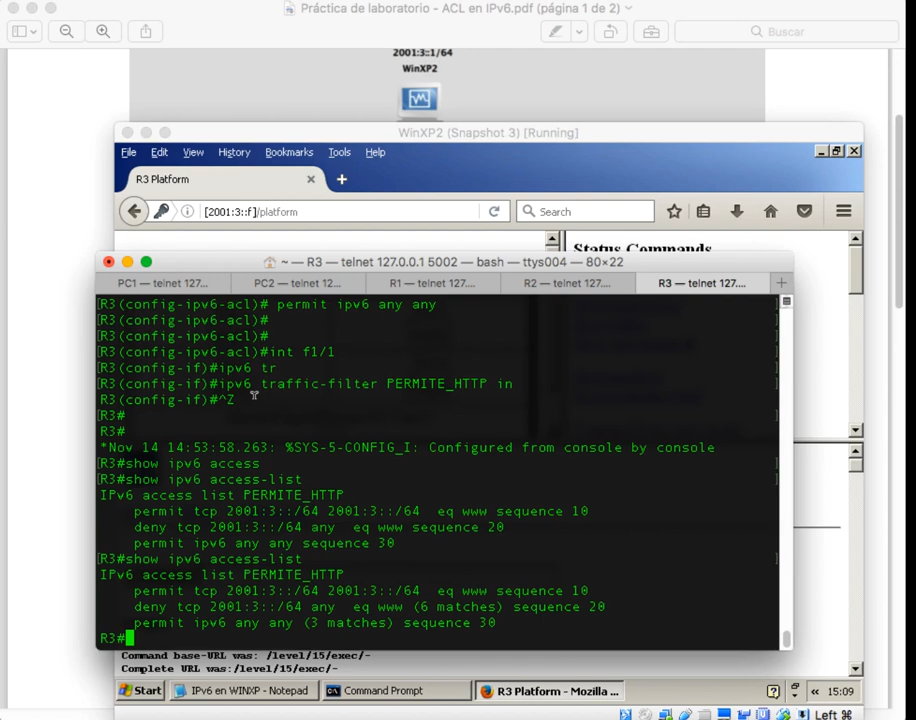 Práctica de laboratorio - ACL en IPv6.pdf (página 1 de 2)
Buscar
2001:3::1/64
WinXP2
WinXP2 (Snapshot 3) [Running]
File Edit View History Bookmarks Tools Help
R3 Platform
[2001:3::f]/platform
Search
Status Commands
~ — R3 — telnet 127.0.0.1 5002 — bash — ttys004 — 80×22
PC1 — telnet 127.... PC2 — telnet 12... R1 — telnet 127.... R2 — telnet 127.... R3 — telnet 127...
R3(config-ipv6-acl)# permit ipv6 any any
R3(config-ipv6-acl)#
R3(config-ipv6-acl)#
R3(config-ipv6-acl)#int f1/1
R3(config-if)#ipv6 tr
R3(config-if)#ipv6 traffic-filter PERMITE_HTTP in
R3(config-if)#^Z
R3#
R3#
*Nov 14 14:53:58.263: %SYS-5-CONFIG_I: Configured from console by console
R3#show ipv6 access
R3#show ipv6 access-list
IPv6 access list PERMITE_HTTP
permit tcp 2001:3::/64 2001:3::/64 eq www sequence 10
deny tcp 2001:3::/64 any eq www sequence 20
permit ipv6 any any sequence 30
R3#show ipv6 access-list
IPv6 access list PERMITE_HTTP
permit tcp 2001:3::/64 2001:3::/64 eq www sequence 10
deny tcp 2001:3::/64 any eq www (6 matches) sequence 20
permit ipv6 any any (3 matches) sequence 30
R3#
Command base-URL was: /level/15/exec/-
Complete URL was:/level/15/exec/-
Start IPv6 en WINXP - Notepad Command Prompt R3 Platform - Mozilla ... 15:09
Left ⌘